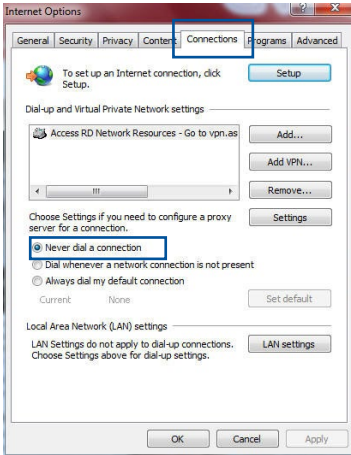 Internet Options
General Security Privacy Content Connections Programs Advanced
To set up an Internet connection, click
Setup.
Setup
Dial-up and Virtual Private Network settings
Access RD Network Resources - Go to vpn.as
Add...
Add VPN...
Remove...
Choose Settings if you need to configure a proxy
server for a connection.
Settings
Never dial a connection
Dial whenever a network connection is not present
Always dial my default connection
Current None
Set default
Local Area Network (LAN) settings
LAN Settings do not apply to dial-up connections.
Choose Settings above for dial-up settings.
LAN settings
OK Cancel Apply